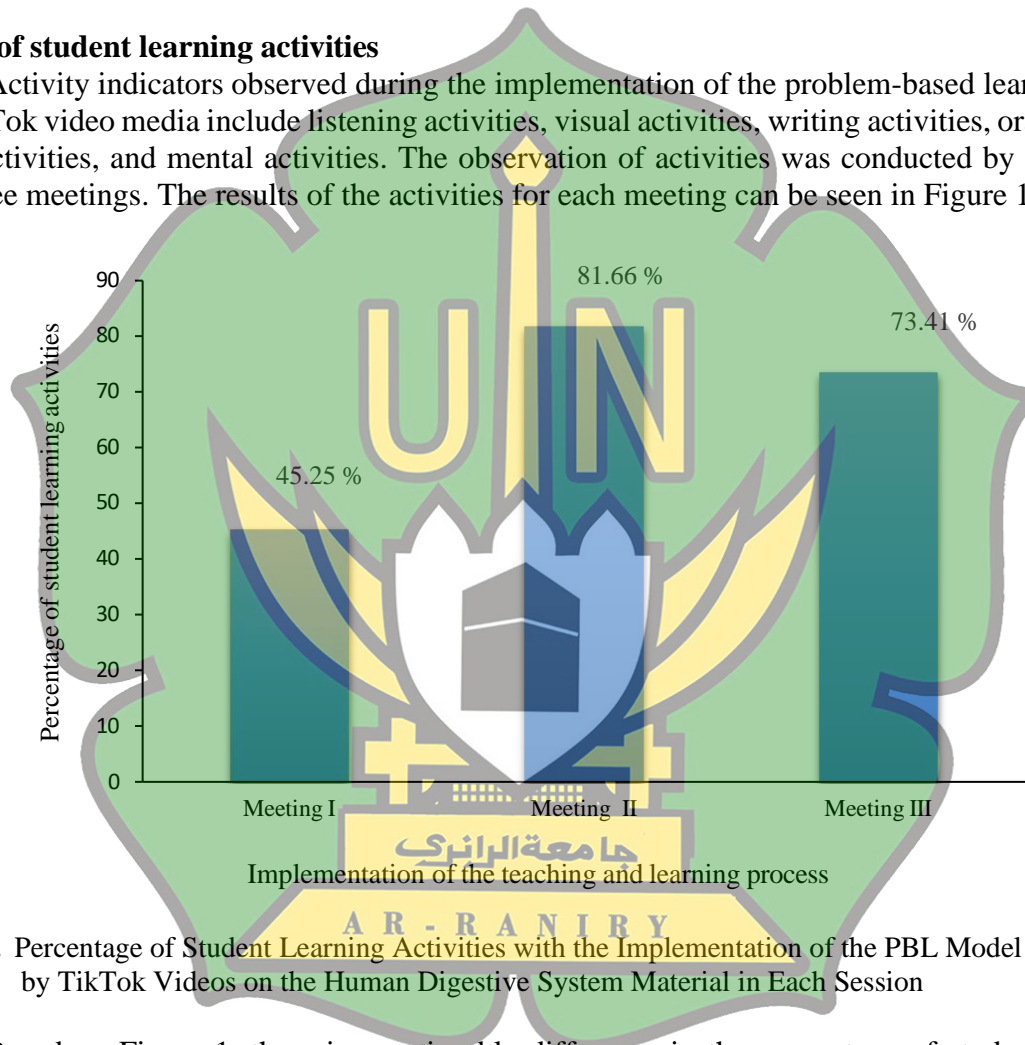 of student learning activities
Activity indicators observed during the implementation of the problem-based lear
Tok video media include listening activities, visual activities, writing activities, or
ctivities, and mental activities. The observation of activities was conducted by
ee meetings. The results of the activities for each meeting can be seen in Figure 1
90
80
70
60
50
40
30
20
10
0
Percentage of student learning activities
45.25 %
81.66 %
73.41 %
U N
Meeting I
Meeting II
Meeting III
جامعة الرانري
Implementation of the teaching and learning process
AR-RANIRY
Percentage of Student Learning Activities with the Implementation of the PBL Model
by TikTok Videos on the Human Digestive System Material in Each Session